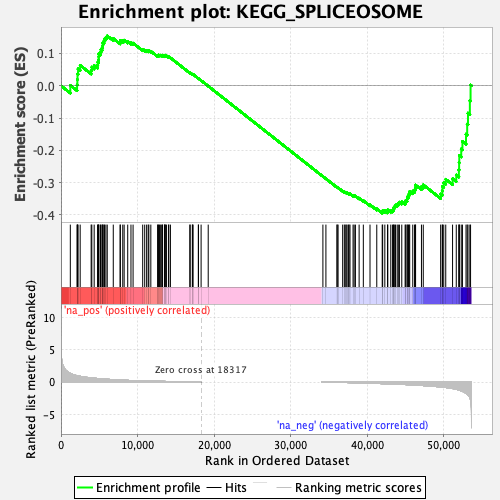 Enrichment plot: KEGG_SPLICEOSOME
Enrichment score (ES)
0.1
0.0
-0.1
-0.2
-0.3
-0.4
'na_pos' (positively correlated)
Ranked list metric (PreRanked)
10
5
0
-5
Zero cross at 18317
'na_neg' (negatively correlated)
0 10,000 20,000 30,000 40,000 50,000
Rank in Ordered Dataset
Enrichment profile Hits Ranking metric scores